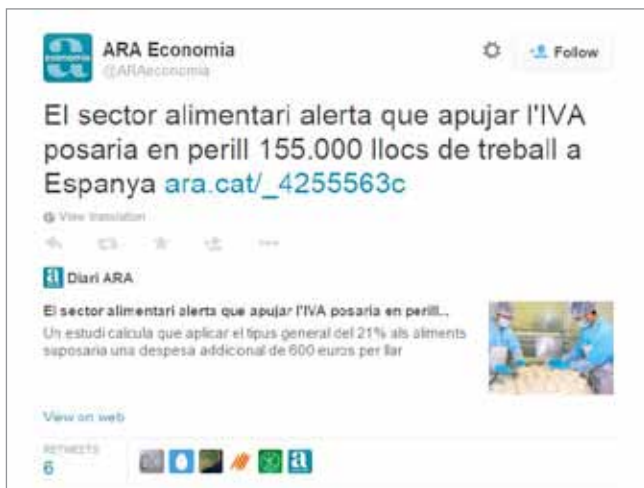 economia
ARA Economia
@ARAeconomia
Follow
El sector alimentari alerta que apujar l'IVA
posaria en perill 155.000 llocs de treball a
Espanya ara.cat/_4255563c
View translation
a Diari ARA
El sector alimentari alerta que apujar l'IVA posaria en perill...
Un estudi calcula que aplicar el tipus general del 21% als aliments
suposaria una despesa addicional de 600 euros per llar
View on web
RETWEETS
6
a